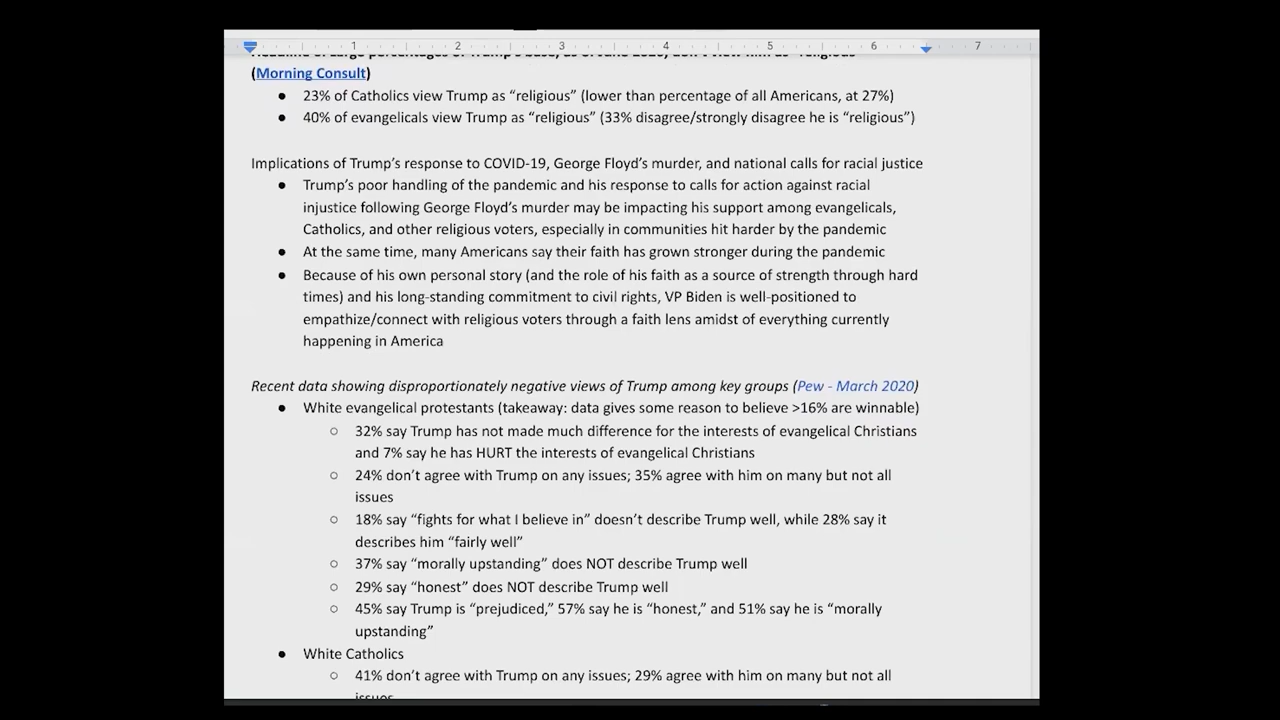 1 2 3 4 5 6 7
(Morning Consult)
● 23% of Catholics view Trump as “religious” (lower than percentage of all Americans, at 27%)
● 40% of evangelicals view Trump as “religious” (33% disagree/strongly disagree he is “religious”)
Implications of Trump’s response to COVID-19, George Floyd’s murder, and national calls for racial justice
● Trump’s poor handling of the pandemic and his response to calls for action against racial
injustice following George Floyd’s murder may be impacting his support among evangelicals,
Catholics, and other religious voters, especially in communities hit harder by the pandemic
● At the same time, many Americans say their faith has grown stronger during the pandemic
● Because of his own personal story (and the role of his faith as a source of strength through hard
times) and his long-standing commitment to civil rights, VP Biden is well-positioned to
empathize/connect with religious voters through a faith lens amidst of everything currently
happening in America
Recent data showing disproportionately negative views of Trump among key groups (Pew - March 2020)
● White evangelical protestants (takeaway: data gives some reason to believe >16% are winnable)
○ 32% say Trump has not made much difference for the interests of evangelical Christians
and 7% say he has HURT the interests of evangelical Christians
○ 24% don’t agree with Trump on any issues; 35% agree with him on many but not all
issues
○ 18% say “fights for what I believe in” doesn’t describe Trump well, while 28% say it
describes him “fairly well”
○ 37% say “morally upstanding” does NOT describe Trump well
○ 29% say “honest” does NOT describe Trump well
○ 45% say Trump is “prejudiced,” 57% say he is “honest,” and 51% say he is “morally
upstanding”
● White Catholics
○ 41% don’t agree with Trump on any issues; 29% agree with him on many but not all
issues